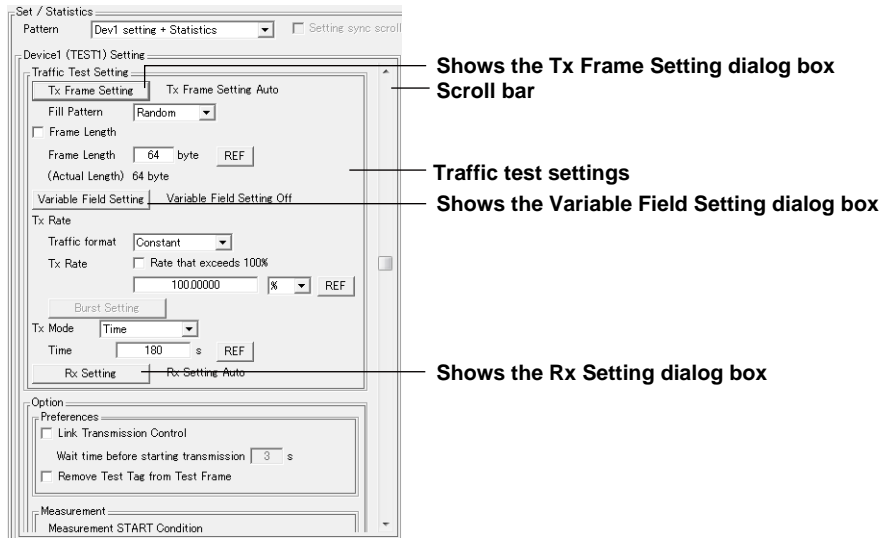 Set / Statistics
Pattern Dev1 setting + Statistics Setting sync scroll
Device1 (TEST1) Setting
Traffic Test Setting
Tx Frame Setting Tx Frame Setting Auto
Fill Pattern Random
Frame Length
Frame Length 64 byte REF
(Actual Length) 64 byte
Variable Field Setting Variable Field Setting Off
Tx Rate
Traffic format Constant
Tx Rate Rate that exceeds 100%
100.00000 % REF
Burst Setting
Tx Mode Time
Time 180 s REF
Rx Setting Rx Setting Auto
Option
Preferences
Link Transmission Control
Wait time before starting transmission 3 s
Remove Test Tag from Test Frame
Measurement
Measurement START Condition
Shows the Tx Frame Setting dialog box
Scroll bar
Traffic test settings
Shows the Variable Field Setting dialog box
Shows the Rx Setting dialog box